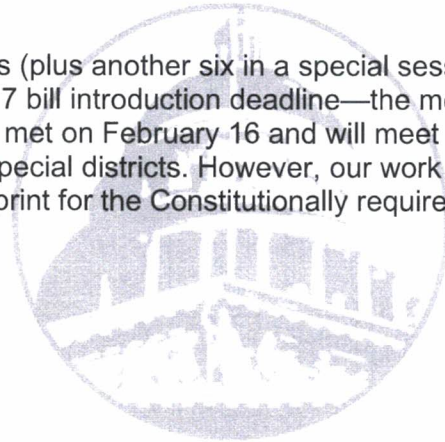 s (plus another six in a special sess
7 bill introduction deadline—the m
met on February 16 and will meet
pecial districts. However, our work
print for the Constitutionally require